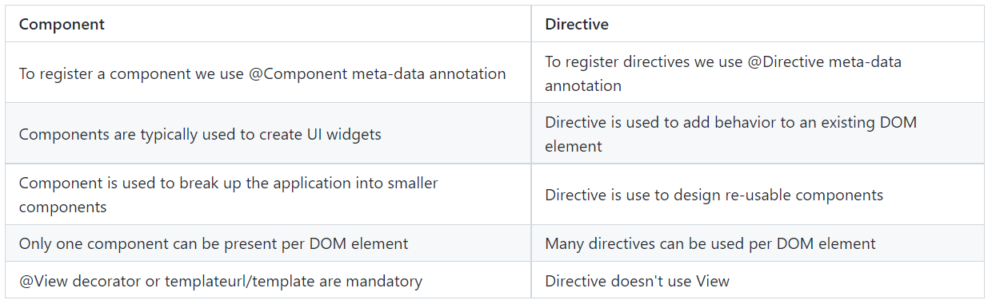 Component
Directive
To register a component we use @Component meta-data annotation
To register directives we use @Directive meta-data
annotation
Components are typically used to create UI widgets
Directive is used to add behavior to an existing DOM
element
Component is used to break up the application into smaller
components
Directive is use to design re-usable components
Only one component can be present per DOM element
Many directives can be used per DOM element
@View decorator or templateurl/template are mandatory
Directive doesn't use View